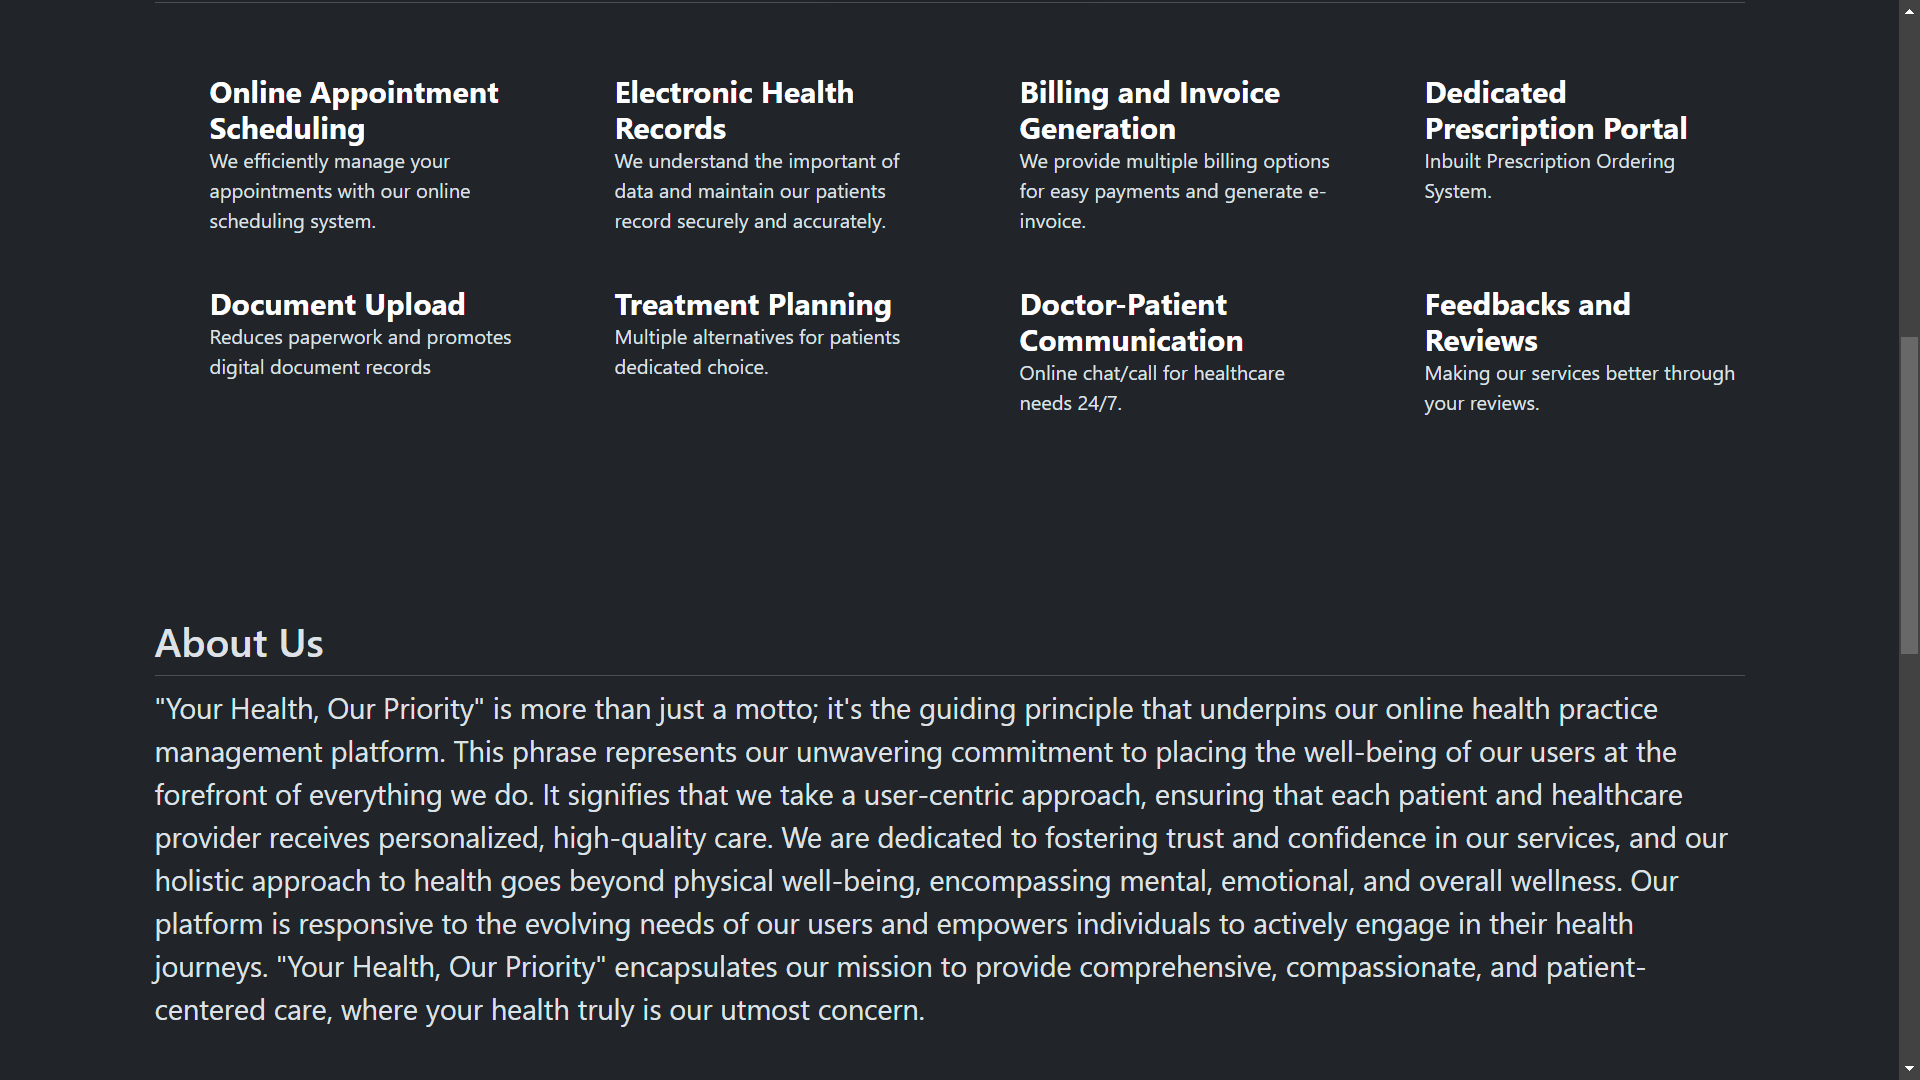 Online Appointment
Scheduling
We efficiently manage your
appointments with our online
scheduling system.
Electronic Health
Records
We understand the important of
data and maintain our patients
record securely and accurately.
Billing and Invoice
Generation
We provide multiple billing options
for easy payments and generate e-
invoice.
Dedicated
Prescription Portal
Inbuilt Prescription Ordering
System.
Document Upload
Reduces paperwork and promotes
digital document records
Treatment Planning
Multiple alternatives for patients
dedicated choice.
Doctor-Patient
Communication
Online chat/call for healthcare
needs 24/7.
Feedbacks and
Reviews
Making our services better through
your reviews.
About Us
"Your Health, Our Priority" is more than just a motto; it's the guiding principle that underpins our online health practice
management platform. This phrase represents our unwavering commitment to placing the well-being of our users at the
forefront of everything we do. It signifies that we take a user-centric approach, ensuring that each patient and healthcare
provider receives personalized, high-quality care. We are dedicated to fostering trust and confidence in our services, and our
holistic approach to health goes beyond physical well-being, encompassing mental, emotional, and overall wellness. Our
platform is responsive to the evolving needs of our users and empowers individuals to actively engage in their health
journeys. "Your Health, Our Priority" encapsulates our mission to provide comprehensive, compassionate, and patient-
centered care, where your health truly is our utmost concern.